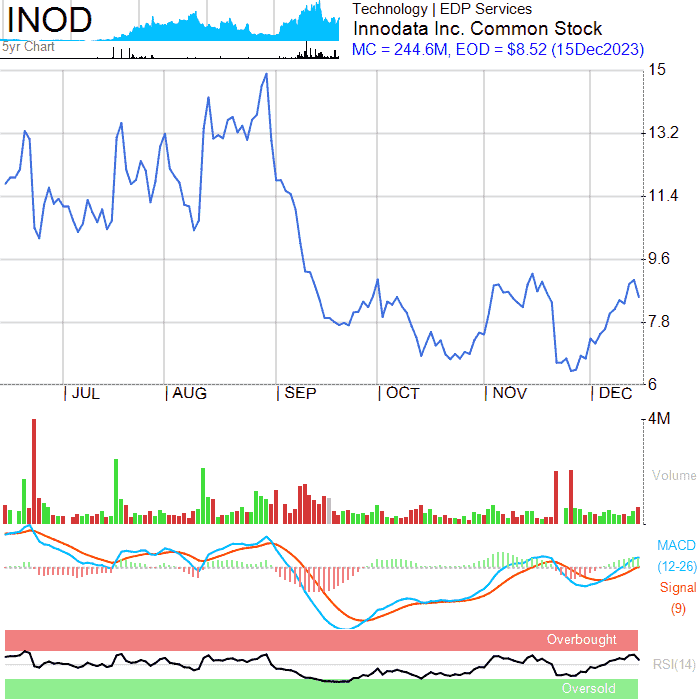 INOD
5yr Chart
Technology | EDP Services
Innodata Inc. Common Stock
MC = 244.6M, EOD = $8.52 (15Dec2023)
15
13.2
11.4
9.6
7.8
6
JUL
AUG
SEP
OCT
NOV
DEC
4M
Volume
MACD
(12-26)
Signal
(9)
Overbought
RSI(14)
Oversold